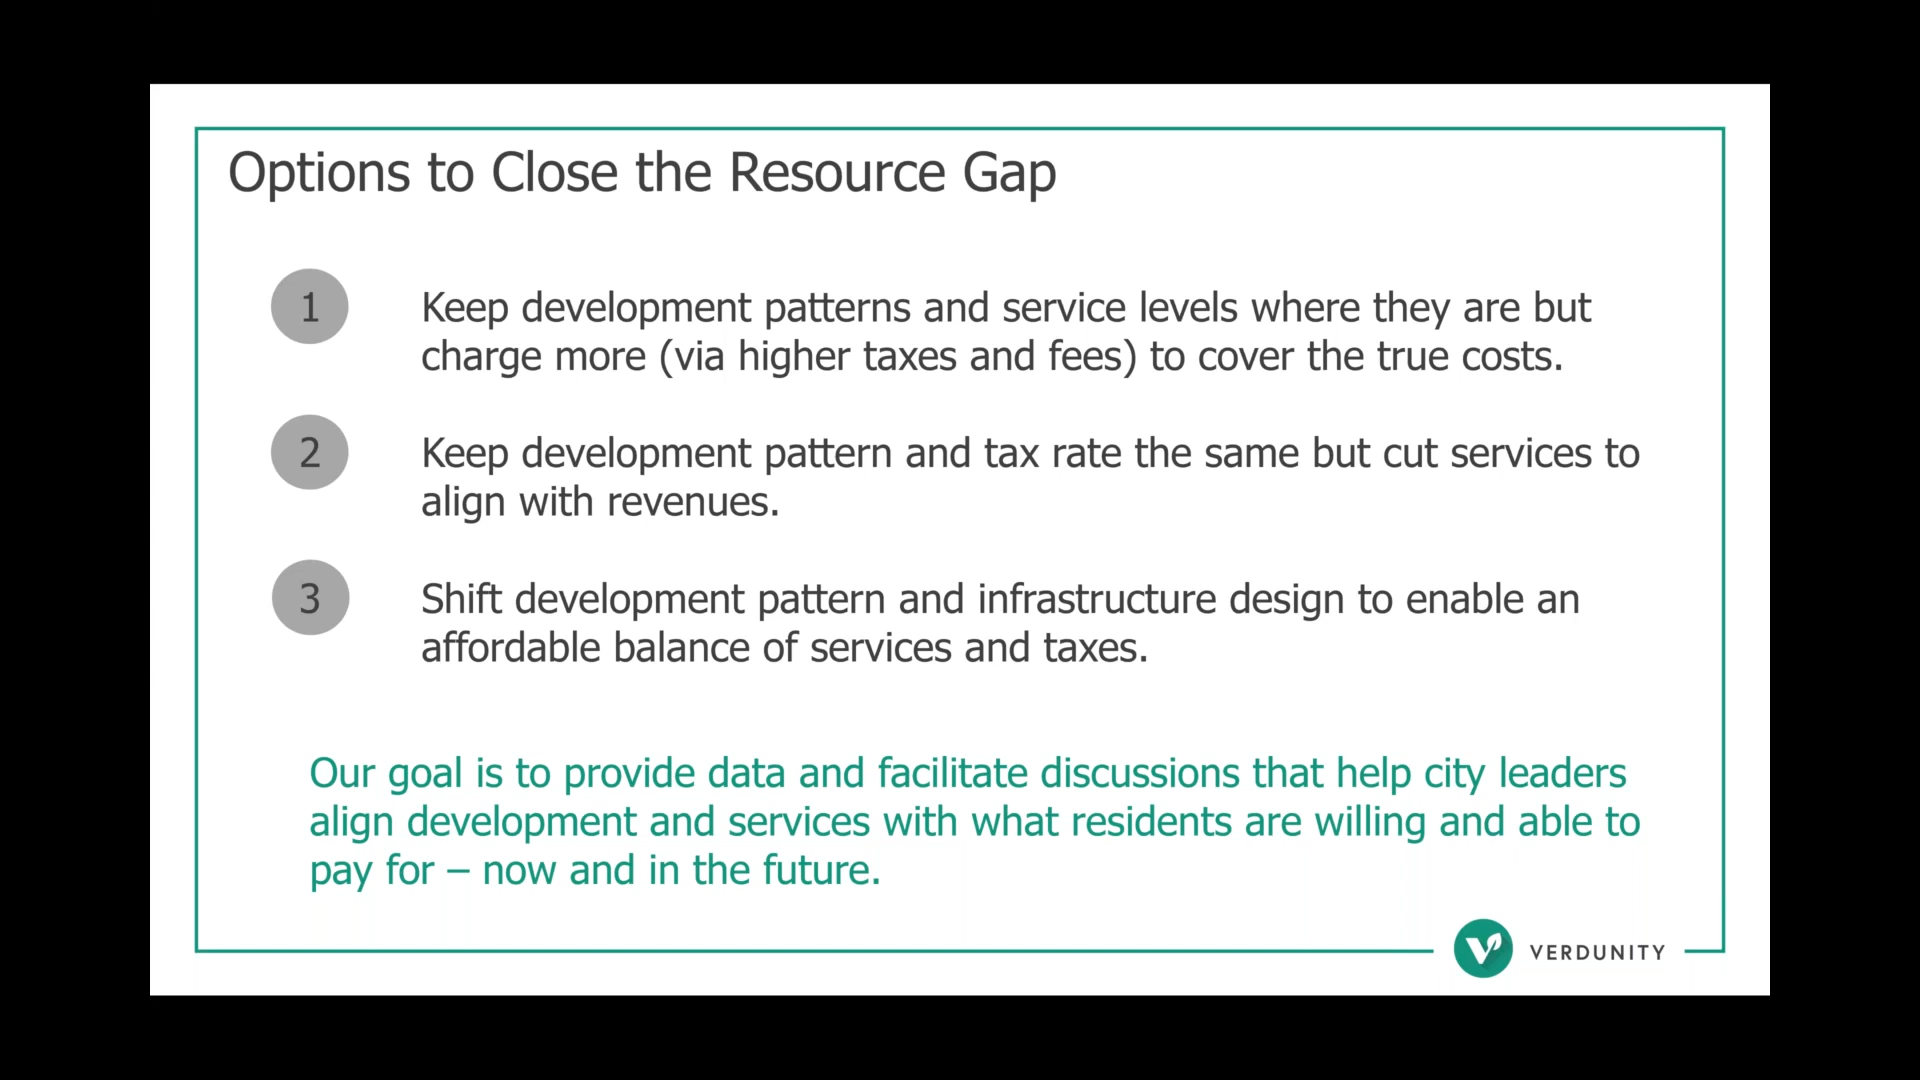 Options to Close the Resource Gap
1
Keep development patterns and service levels where they are but
charge more (via higher taxes and fees) to cover the true costs.
2
Keep development pattern and tax rate the same but cut services to
align with revenues.
3
Shift development pattern and infrastructure design to enable an
affordable balance of services and taxes.
Our goal is to provide data and facilitate discussions that help city leaders
align development and services with what residents are willing and able to
pay for – now and in the future.
VERDUNITY